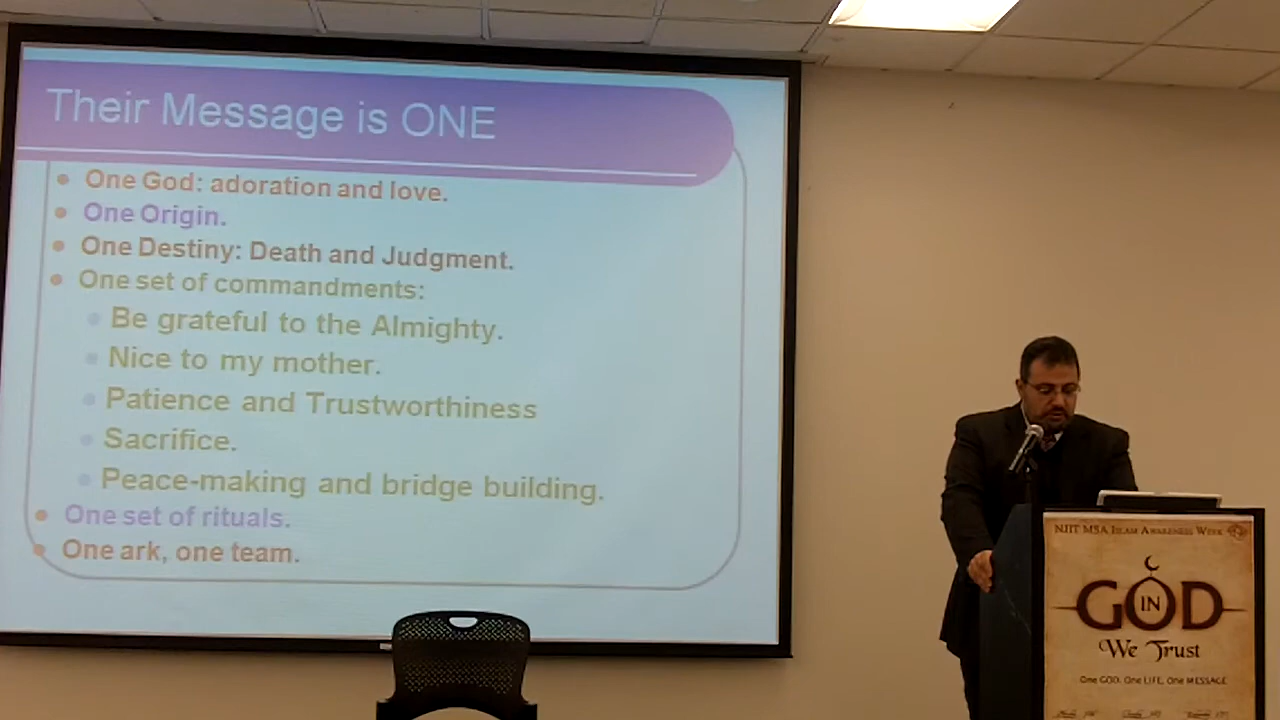 Their Message is ONE
One God: adoration and love.
One Origin.
One Destiny: Death and Judgment.
One set of commandments:
Be grateful to the Almighty.
Nice to my mother.
Patience and Trustworthiness
Sacrifice.
Peace-making and bridge building.
One set of rituals.
One ark, one team.
NJIT MSA ISLAM AWARENESS WEEK
GOD
IN
We Trust
One GOD, One LIFE, One MESSAGE